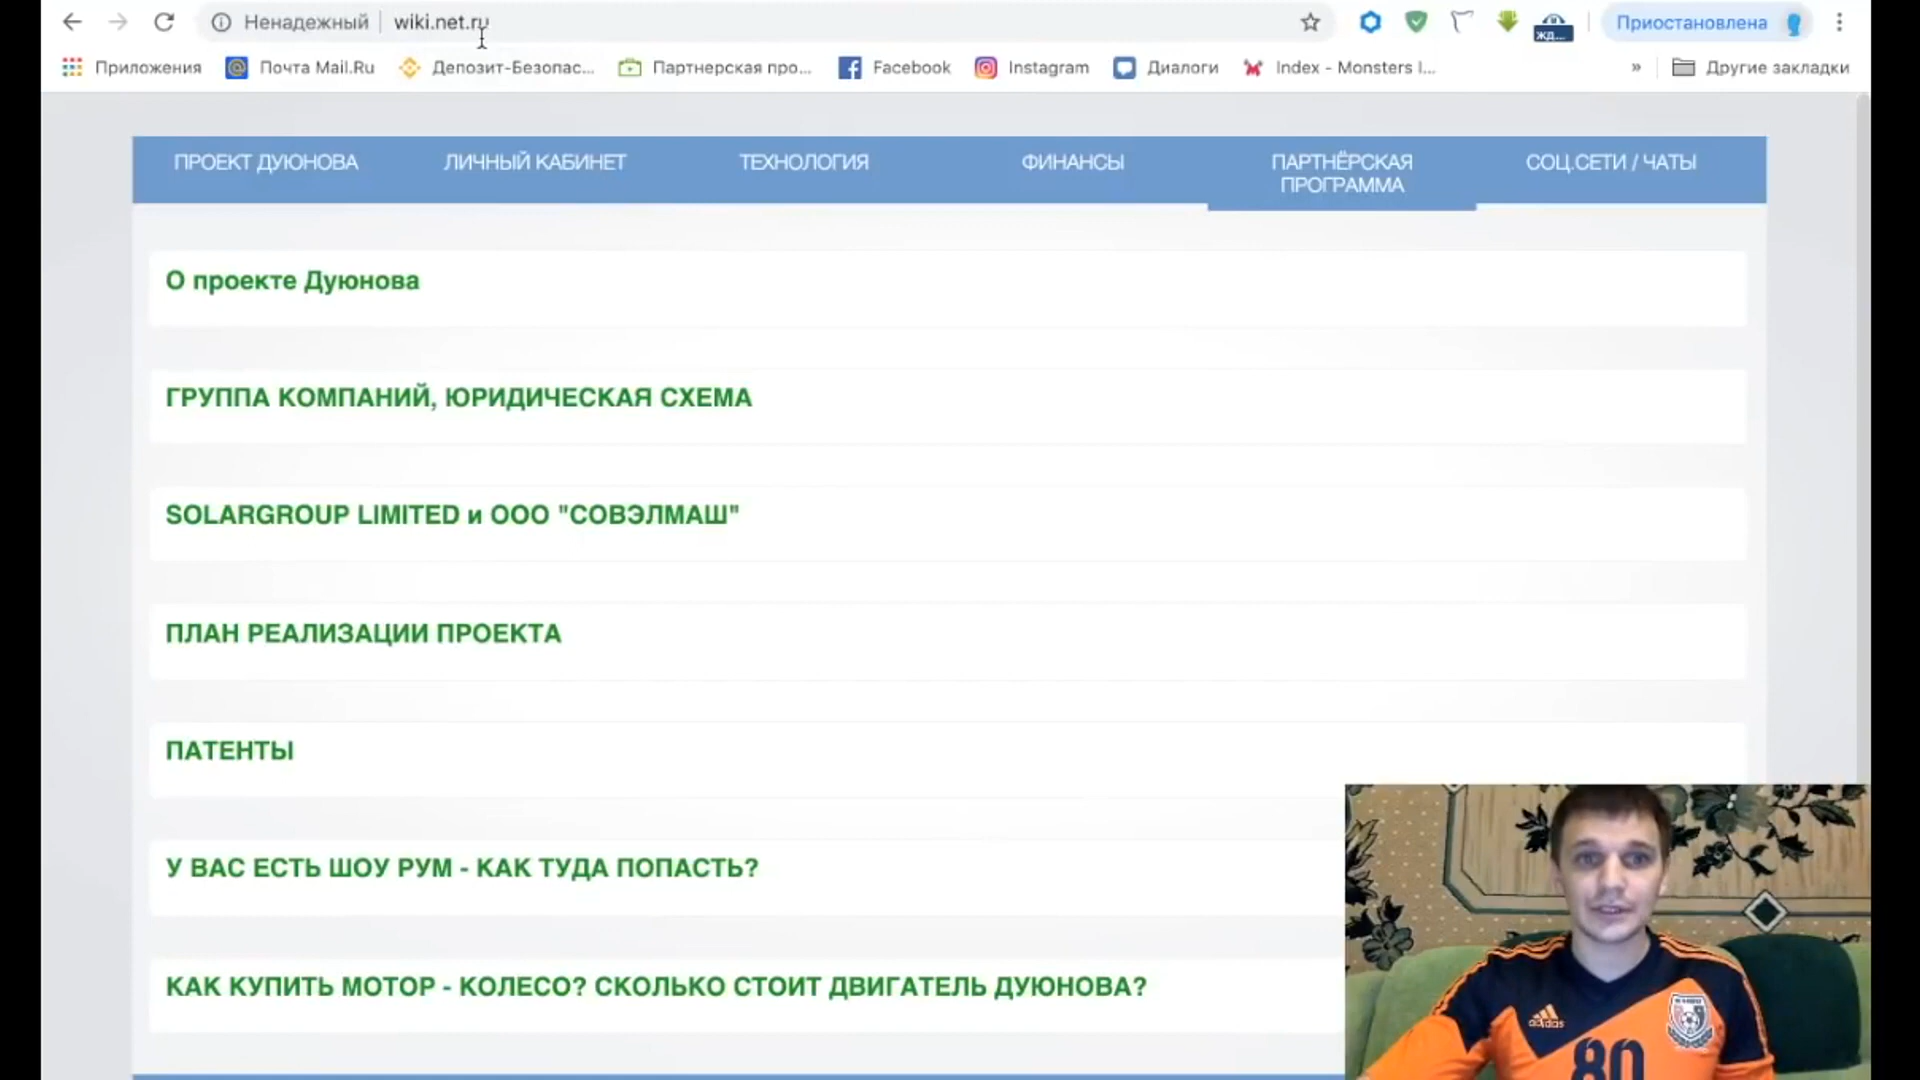 Ненадежный wiki.net.ru
жд...
Приостановлена
Приложения Почта Mail.Ru Депозит-Безопас... Партнерская про... Facebook Instagram Диалоги Index - Monsters I... » Другие закладки
ПРОЕКТ ДУЮНОВА ЛИЧНЫЙ КАБИНЕТ ТЕХНОЛОГИЯ ФИНАНСЫ ПАРТНЁРСКАЯ СОЦ.СЕТИ / ЧАТЫ
ПРОГРАММА
О проекте Дуюнова
ГРУППА КОМПАНИЙ, ЮРИДИЧЕСКАЯ СХЕМА
SOLARGROUP LIMITED и ООО "СОВЭЛМАШ"
ПЛАН РЕАЛИЗАЦИИ ПРОЕКТА
ПАТЕНТЫ
У ВАС ЕСТЬ ШОУ РУМ - КАК ТУДА ПОПАСТЬ?
КАК КУПИТЬ МОТОР - КОЛЕСО? СКОЛЬКО СТОИТ ДВИГАТЕЛЬ ДУЮНОВА?
adidas
80